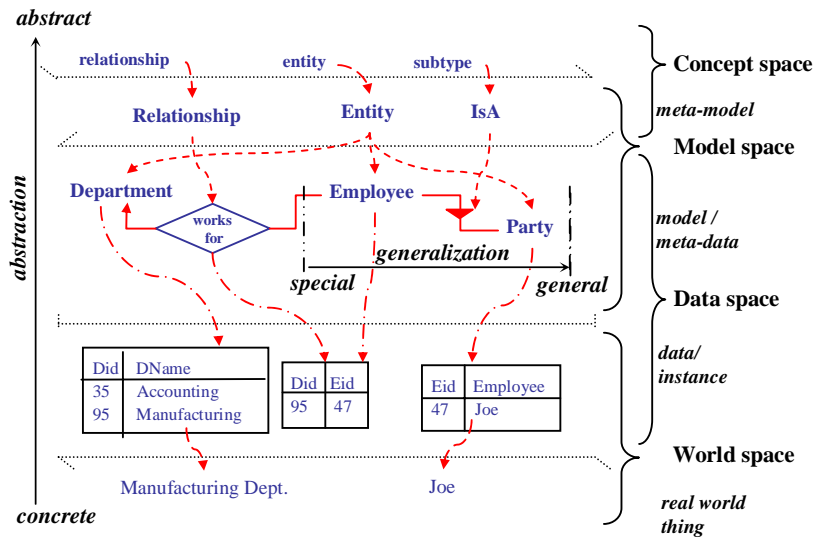 abstract
relationship
entity
subtype
Concept space
Relationship
Entity
IsA
meta-model
Model space
Department
Employee
works
for
Party
model /
meta-data
abstraction
generalization
special
general
Data space
Did DName
35 Accounting
95 Manufacturing
Did Eid
95 47
Eid Employee
47 Joe
data/
instance
World space
Manufacturing Dept.
Joe
concrete
real world
thing